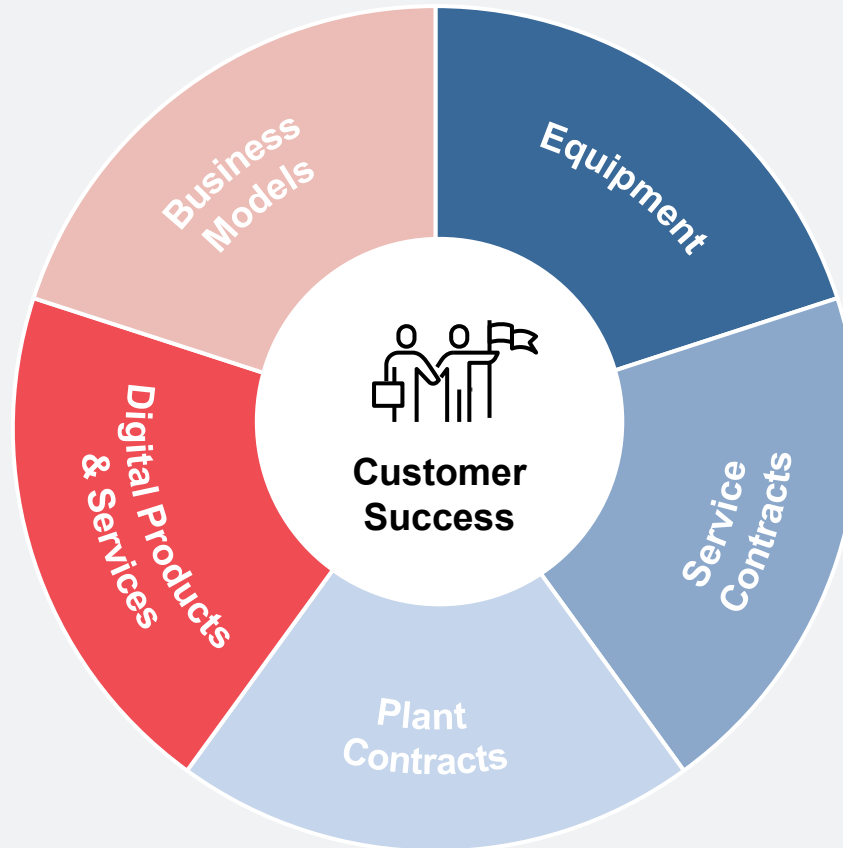 Business
Models
Equipment
Customer
Success
Digital Products
& Services
Service
Contracts
Plant
Contracts